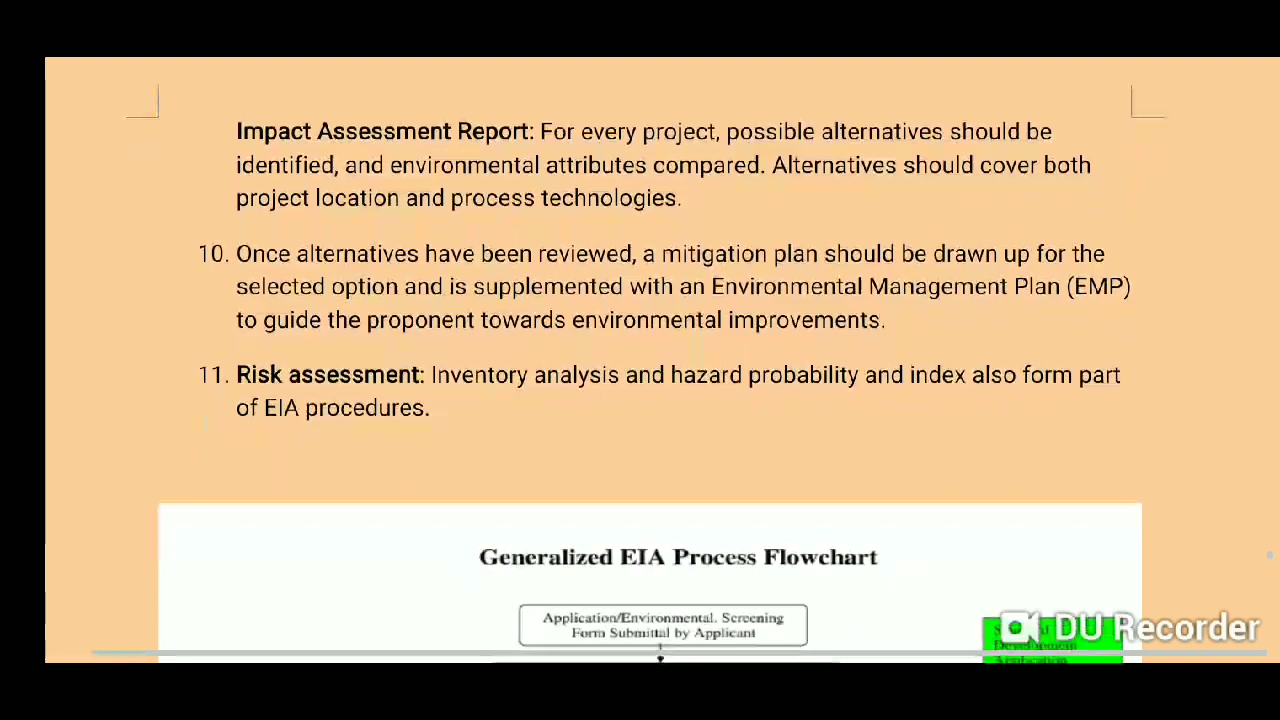 Impact Assessment Report: For every project, possible alternatives should be
identified, and environmental attributes compared. Alternatives should cover both
project location and process technologies.
10. Once alternatives have been reviewed, a mitigation plan should be drawn up for the
selected option and is supplemented with an Environmental Management Plan (EMP)
to guide the proponent towards environmental improvements.
11. Risk assessment: Inventory analysis and hazard probability and index also form part
of EIA procedures.
Generalized EIA Process Flowchart
Application/Environmental. Screening
Form Submittal by Applicant
DU Recorder
Development
Application